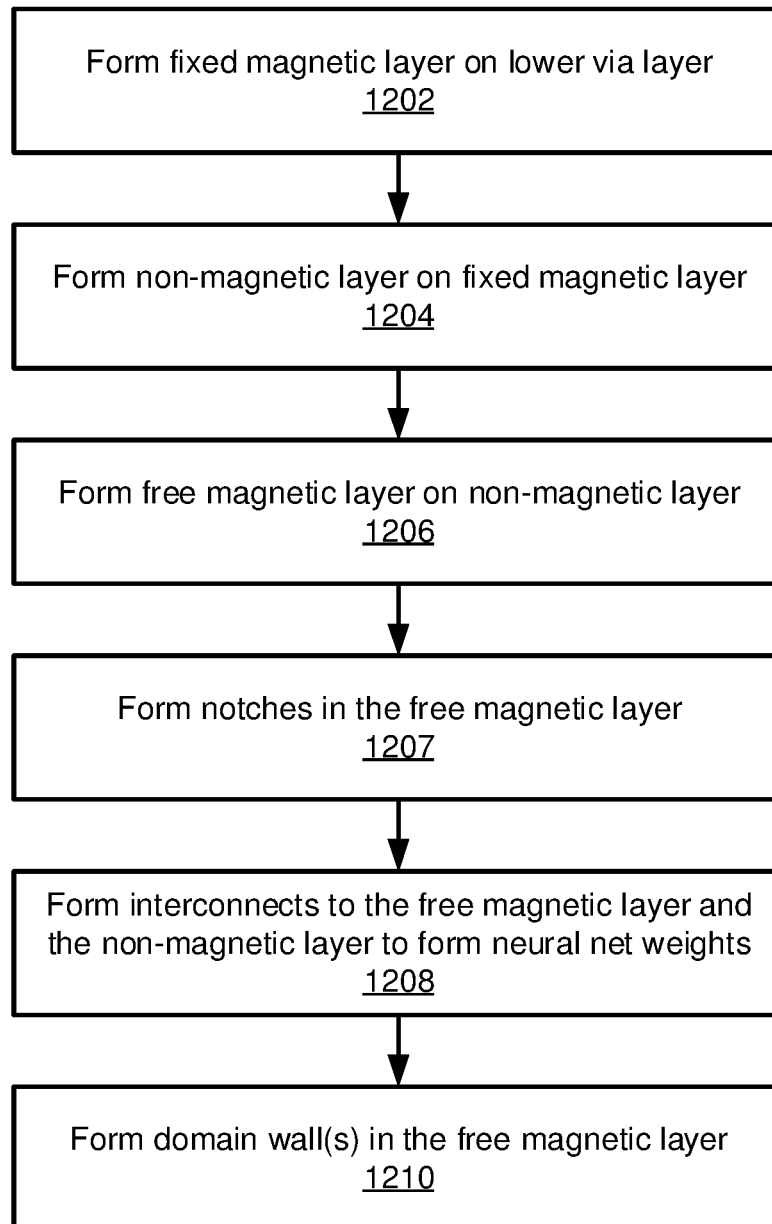 Form fixed magnetic layer on lower via layer
1202
Form non-magnetic layer on fixed magnetic layer
1204
Form free magnetic layer on non-magnetic layer
1206
Form notches in the free magnetic layer
1207
Form interconnects to the free magnetic layer and
the non-magnetic layer to form neural net weights
1208
Form domain wall(s) in the free magnetic layer
1210